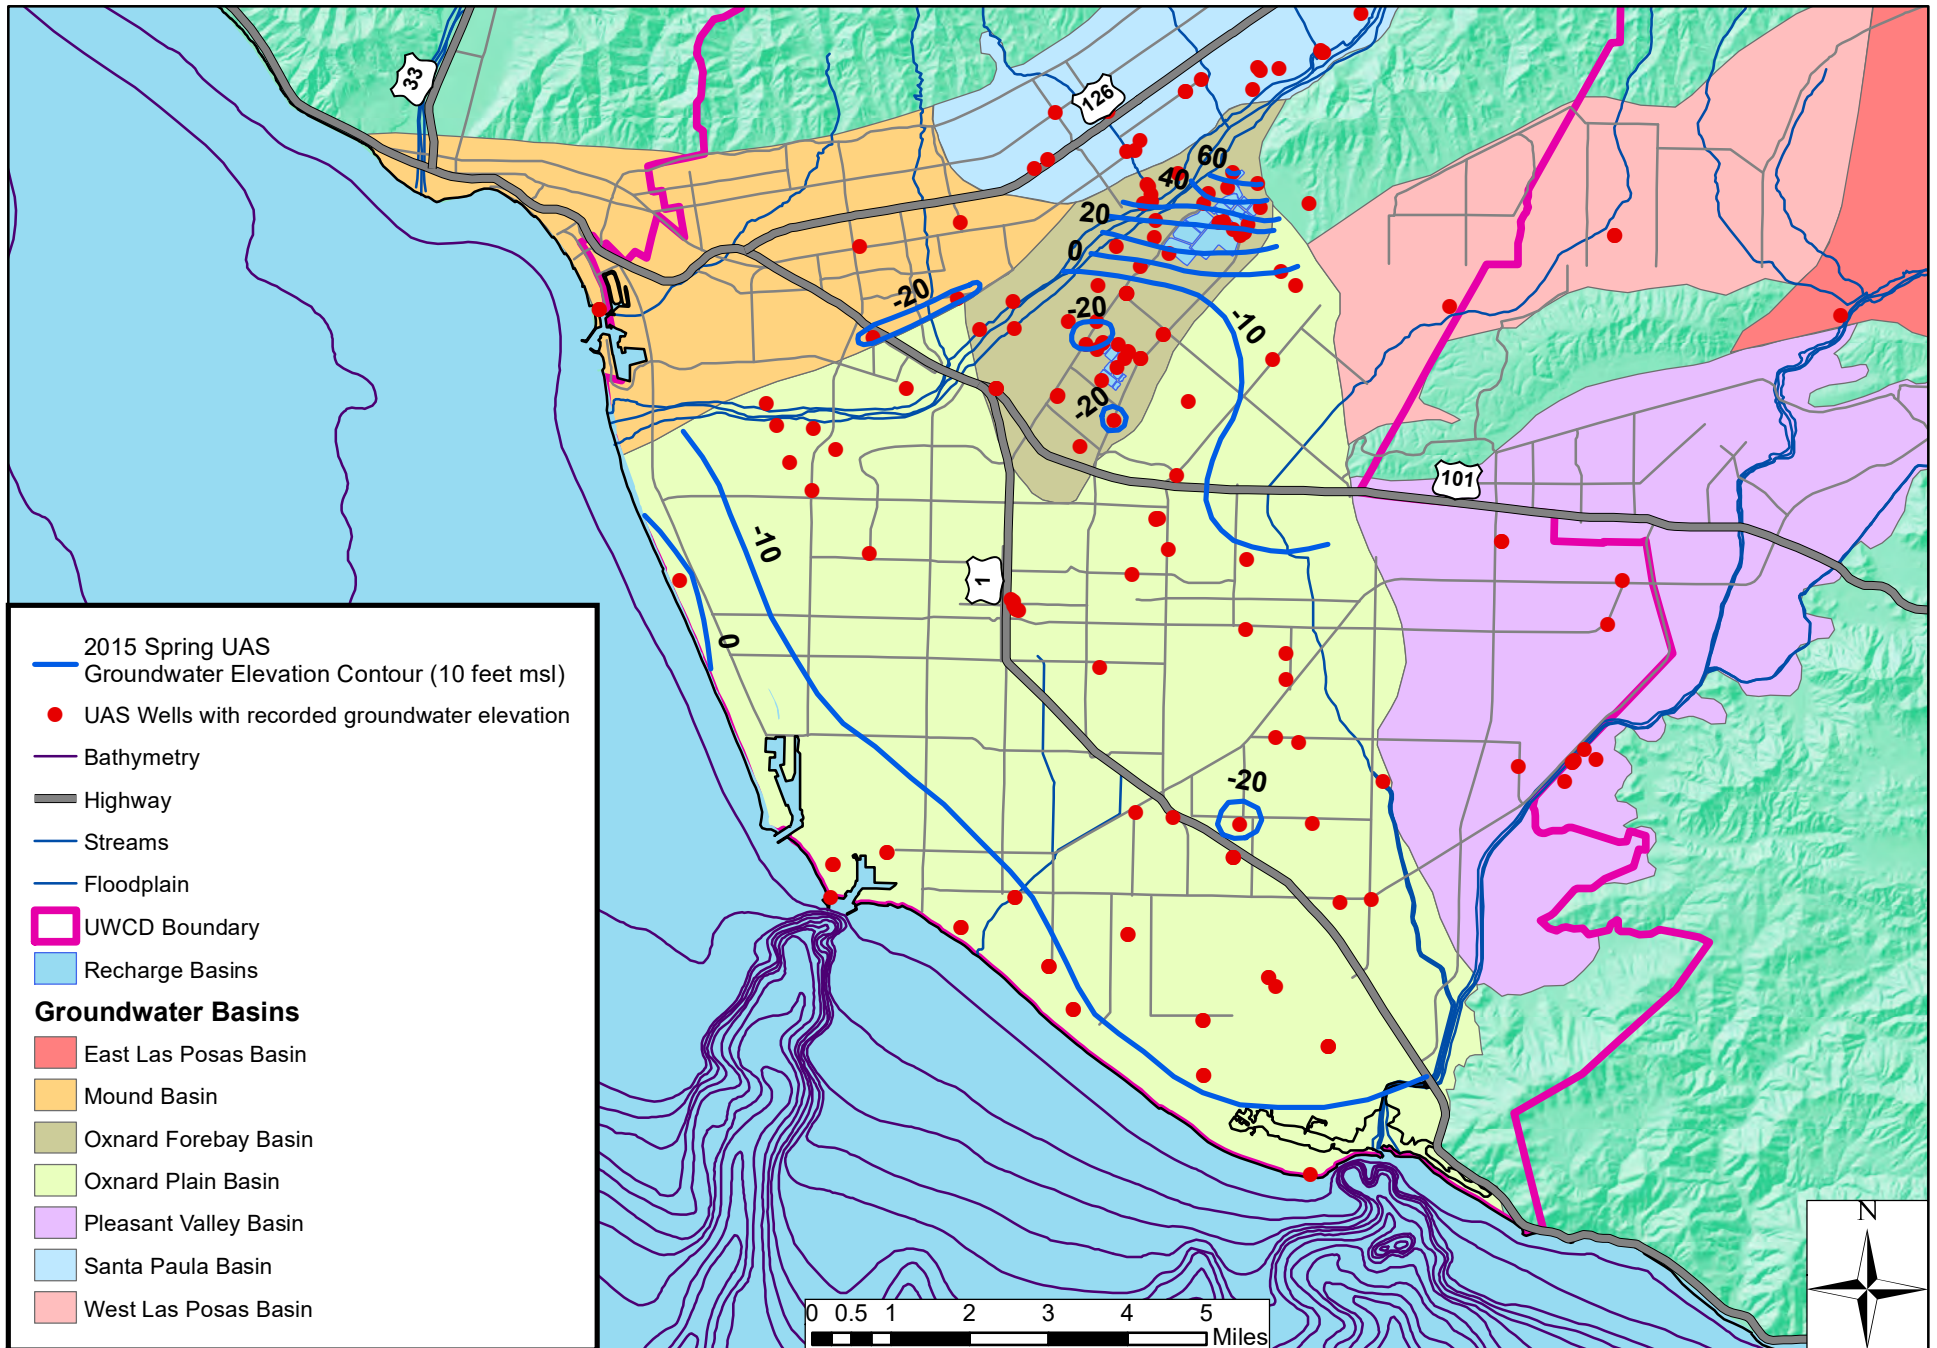 33
126
60
40
20
0
-20
-20
-10
-20
101
-10
1
0
-20
2015 Spring UAS
Groundwater Elevation Contour (10 feet msl)
UAS Wells with recorded groundwater elevation
Bathymetry
Highway
Streams
Floodplain
UWCD Boundary
Recharge Basins
Groundwater Basins
East Las Posas Basin
Mound Basin
Oxnard Forebay Basin
Oxnard Plain Basin
Pleasant Valley Basin
Santa Paula Basin
West Las Posas Basin
N
0 0.5 1 2 3 4 5
Miles